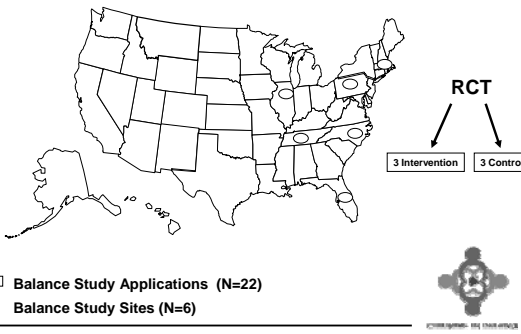 RCT
3 Intervention
3 Contro
Balance Study Applications (N=22)
Balance Study Sites (N=6)